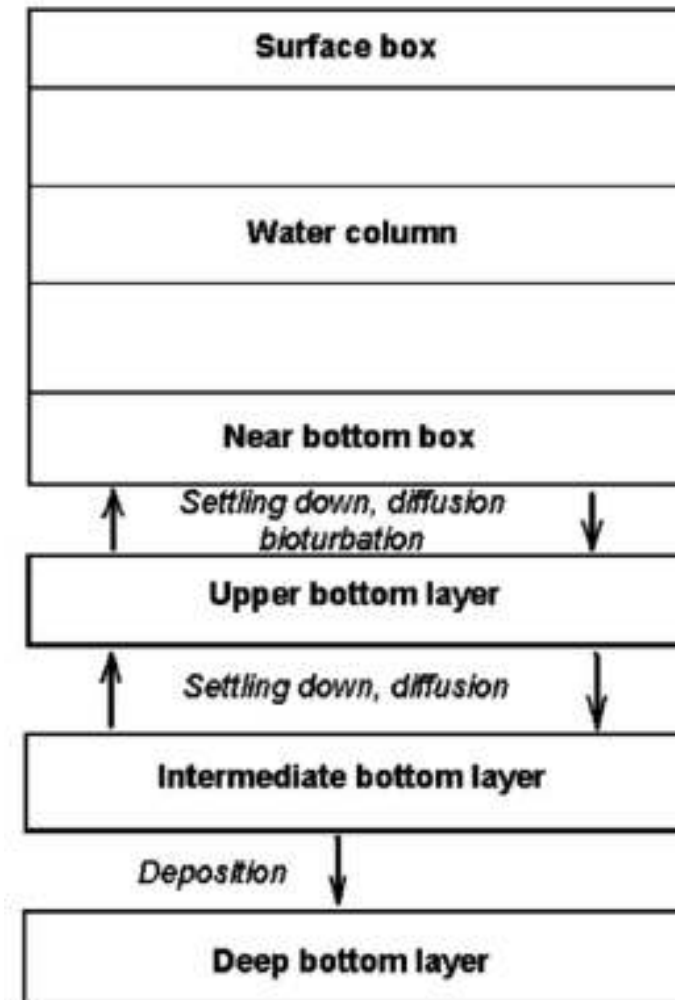 Surface box
Water column
Near bottom box
Settling down, diffusion
bioturbation
Upper bottom layer
Settling down, diffusion
Intermediate bottom layer
Deposition
Deep bottom layer